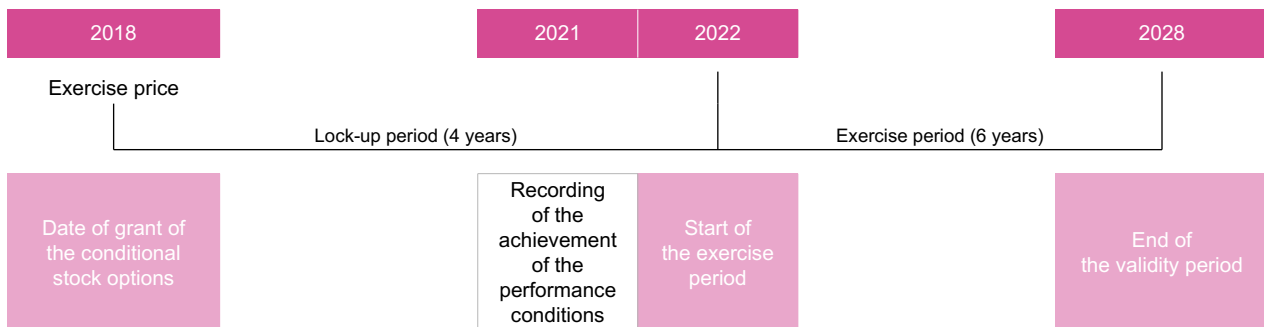 2018
2021
2022
2028
Exercise price
Lock-up period (4 years)
Exercise period (6 years)
Date of grant of
the conditional
stock options
Recording
of the
achievement
of the
performance
conditions
Start of
the exercise
period
End of
the validity period